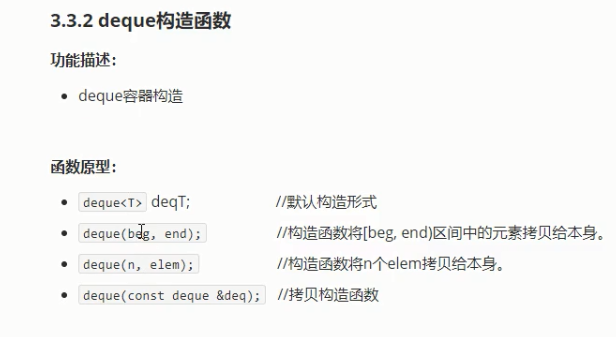 3.3.2 deque构造函数
功能描述：
deque容器构造
函数原型：
deque<T> deqT; //默认构造形式
deque(beg, end); //构造函数将[beg, end)区间中的元素拷贝给本身。
deque(n, elem); //构造函数将n个elem拷贝给本身。
deque(const deque &deq); //拷贝构造函数